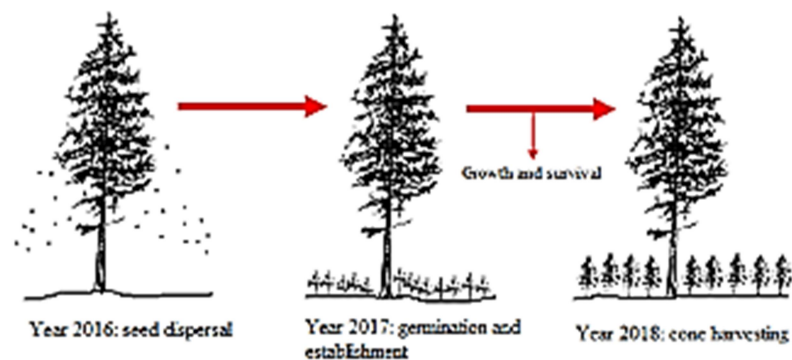 Growth and survival
Year 2016: seed dispersal
Year 2017: germination and
establishment
Year 2018: cone harvesting